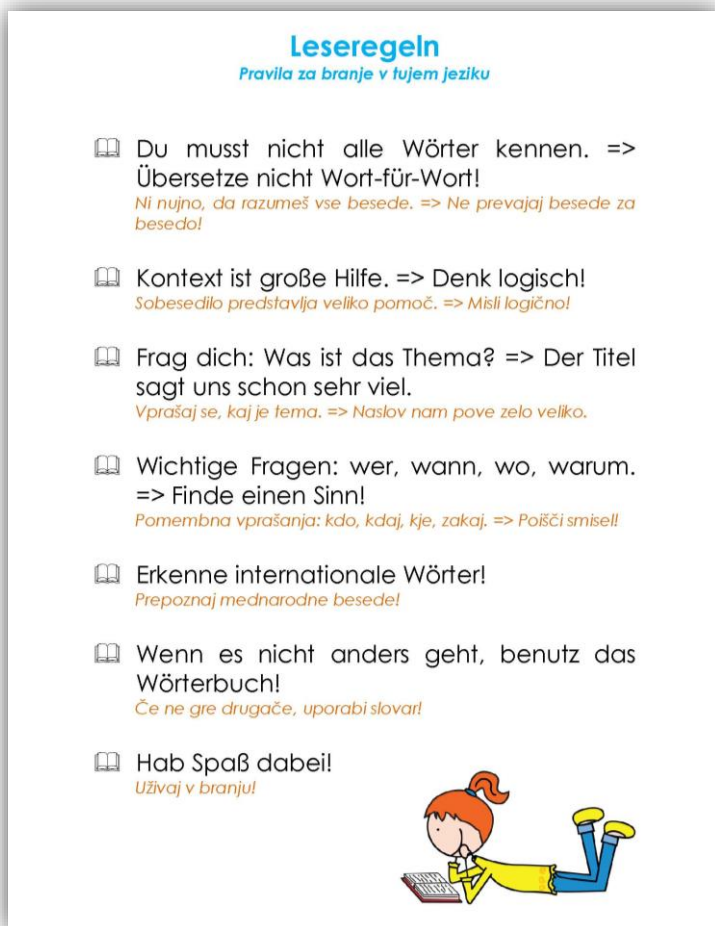 Leseregeln
Pravila za branje v tujem jeziku
Du musst nicht alle Wörter kennen. =>
Übersetze nicht Wort-für-Wort!
Ni nujno, da razumeš vse besede. => Ne prevajaj besede za
besedo!
Kontext ist große Hilfe. => Denk logisch!
Sobesedilo predstavlja veliko pomoč. => Misli logično!
Frag dich: Was ist das Thema? => Der Titel
sagt uns schon sehr viel.
Vprašaj se, kaj je tema. => Naslov nam pove zelo veliko.
Wichtige Fragen: wer, wann, wo, warum.
=> Finde einen Sinn!
Pomembna vprašanja: kdo, kdaj, kje, zakaj. => Poišči smisel!
Erkenne internationale Wörter!
Prepoznaj mednarodne besede!
Wenn es nicht anders geht, benutz das
Wörterbuch!
Če ne gre drugače, uporabi slovar!
Hab Spaß dabei!
Uživaj v branju!